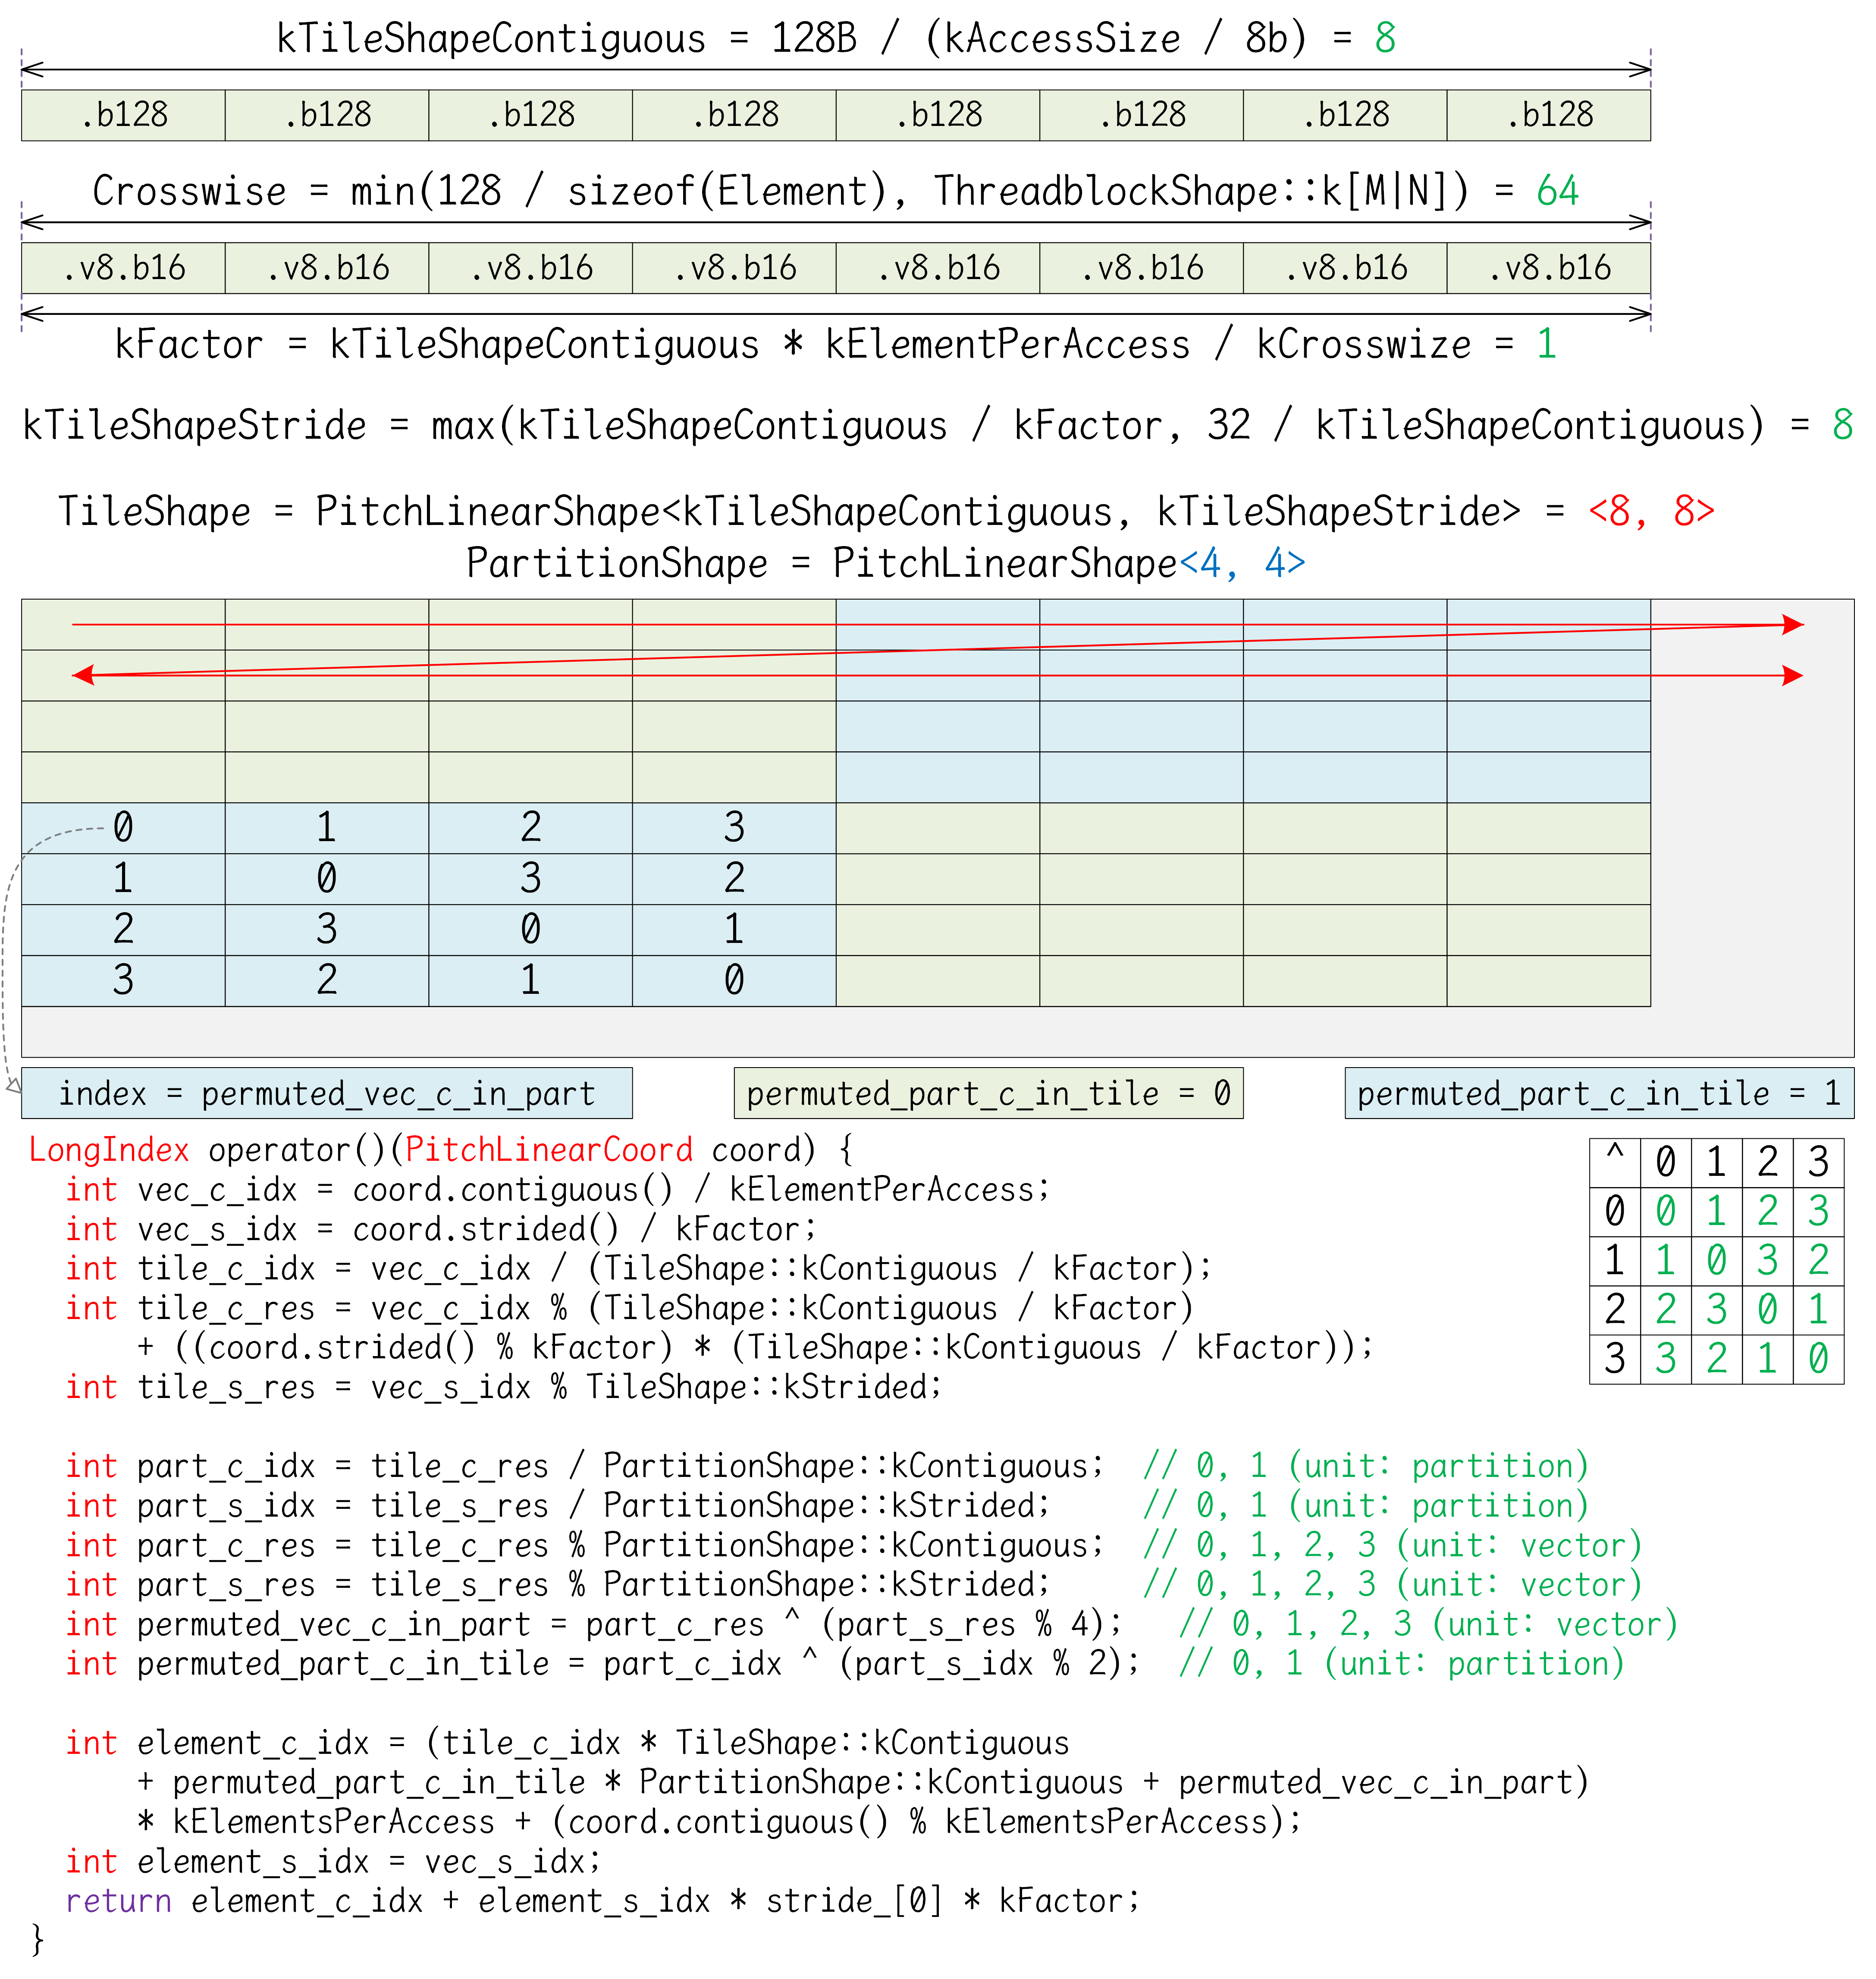 kTileShapeContiguous = 128B / (kAccessSize / 8b) = 8
.b128 .b128 .b128 .b128 .b128 .b128 .b128 .b128
Crosswise = min(128 / sizeof(Element), ThreadblockShape::k[M|N]) = 64
.v8.b16 .v8.b16 .v8.b16 .v8.b16 .v8.b16 .v8.b16 .v8.b16 .v8.b16
kFactor = kTileShapeContiguous * kElementPerAccess / kCrosswize = 1
kTileShapeStride = max(kTileShapeContiguous / kFactor, 32 / kTileShapeContiguous) = 8
TileShape = PitchLinearShape<kTileShapeContiguous, kTileShapeStride> = <8, 8>
PartitionShape = PitchLinearShape<4, 4>
0 1 2 3
1 0 3 2
2 3 0 1
3 2 1 0
index = permuted_vec_c_in_part
permuted_part_c_in_tile = 0
permuted_part_c_in_tile = 1
LongIndex operator()(PitchLinearCoord coord) {
int vec_c_idx = coord.contiguous() / kElementPerAccess;
int vec_s_idx = coord.strided() / kFactor;
int tile_c_idx = vec_c_idx / (TileShape::kContiguous / kFactor);
int tile_c_res = vec_c_idx % (TileShape::kContiguous / kFactor)
+ ((coord.strided() % kFactor) * (TileShape::kContiguous / kFactor));
int tile_s_res = vec_s_idx % TileShape::kStrided;
^ 0 1 2 3
0 0 1 2 3
1 1 0 3 2
2 2 3 0 1
3 3 2 1 0
int part_c_idx = tile_c_res / PartitionShape::kContiguous; // 0, 1 (unit: partition)
int part_s_idx = tile_s_res / PartitionShape::kStrided; // 0, 1 (unit: partition)
int part_c_res = tile_c_res % PartitionShape::kContiguous; // 0, 1, 2, 3 (unit: vector)
int part_s_res = tile_s_res % PartitionShape::kStrided; // 0, 1, 2, 3 (unit: vector)
int permuted_vec_c_in_part = part_c_res ^ (part_s_res % 4); // 0, 1, 2, 3 (unit: vector)
int permuted_part_c_in_tile = part_c_idx ^ (part_s_idx % 2); // 0, 1 (unit: partition)
int element_c_idx = (tile_c_idx * TileShape::kContiguous
+ permuted_part_c_in_tile * PartitionShape::kContiguous + permuted_vec_c_in_part)
* kElementsPerAccess + (coord.contiguous() % kElementsPerAccess);
int element_s_idx = vec_s_idx;
return element_c_idx + element_s_idx * stride_[0] * kFactor;
}